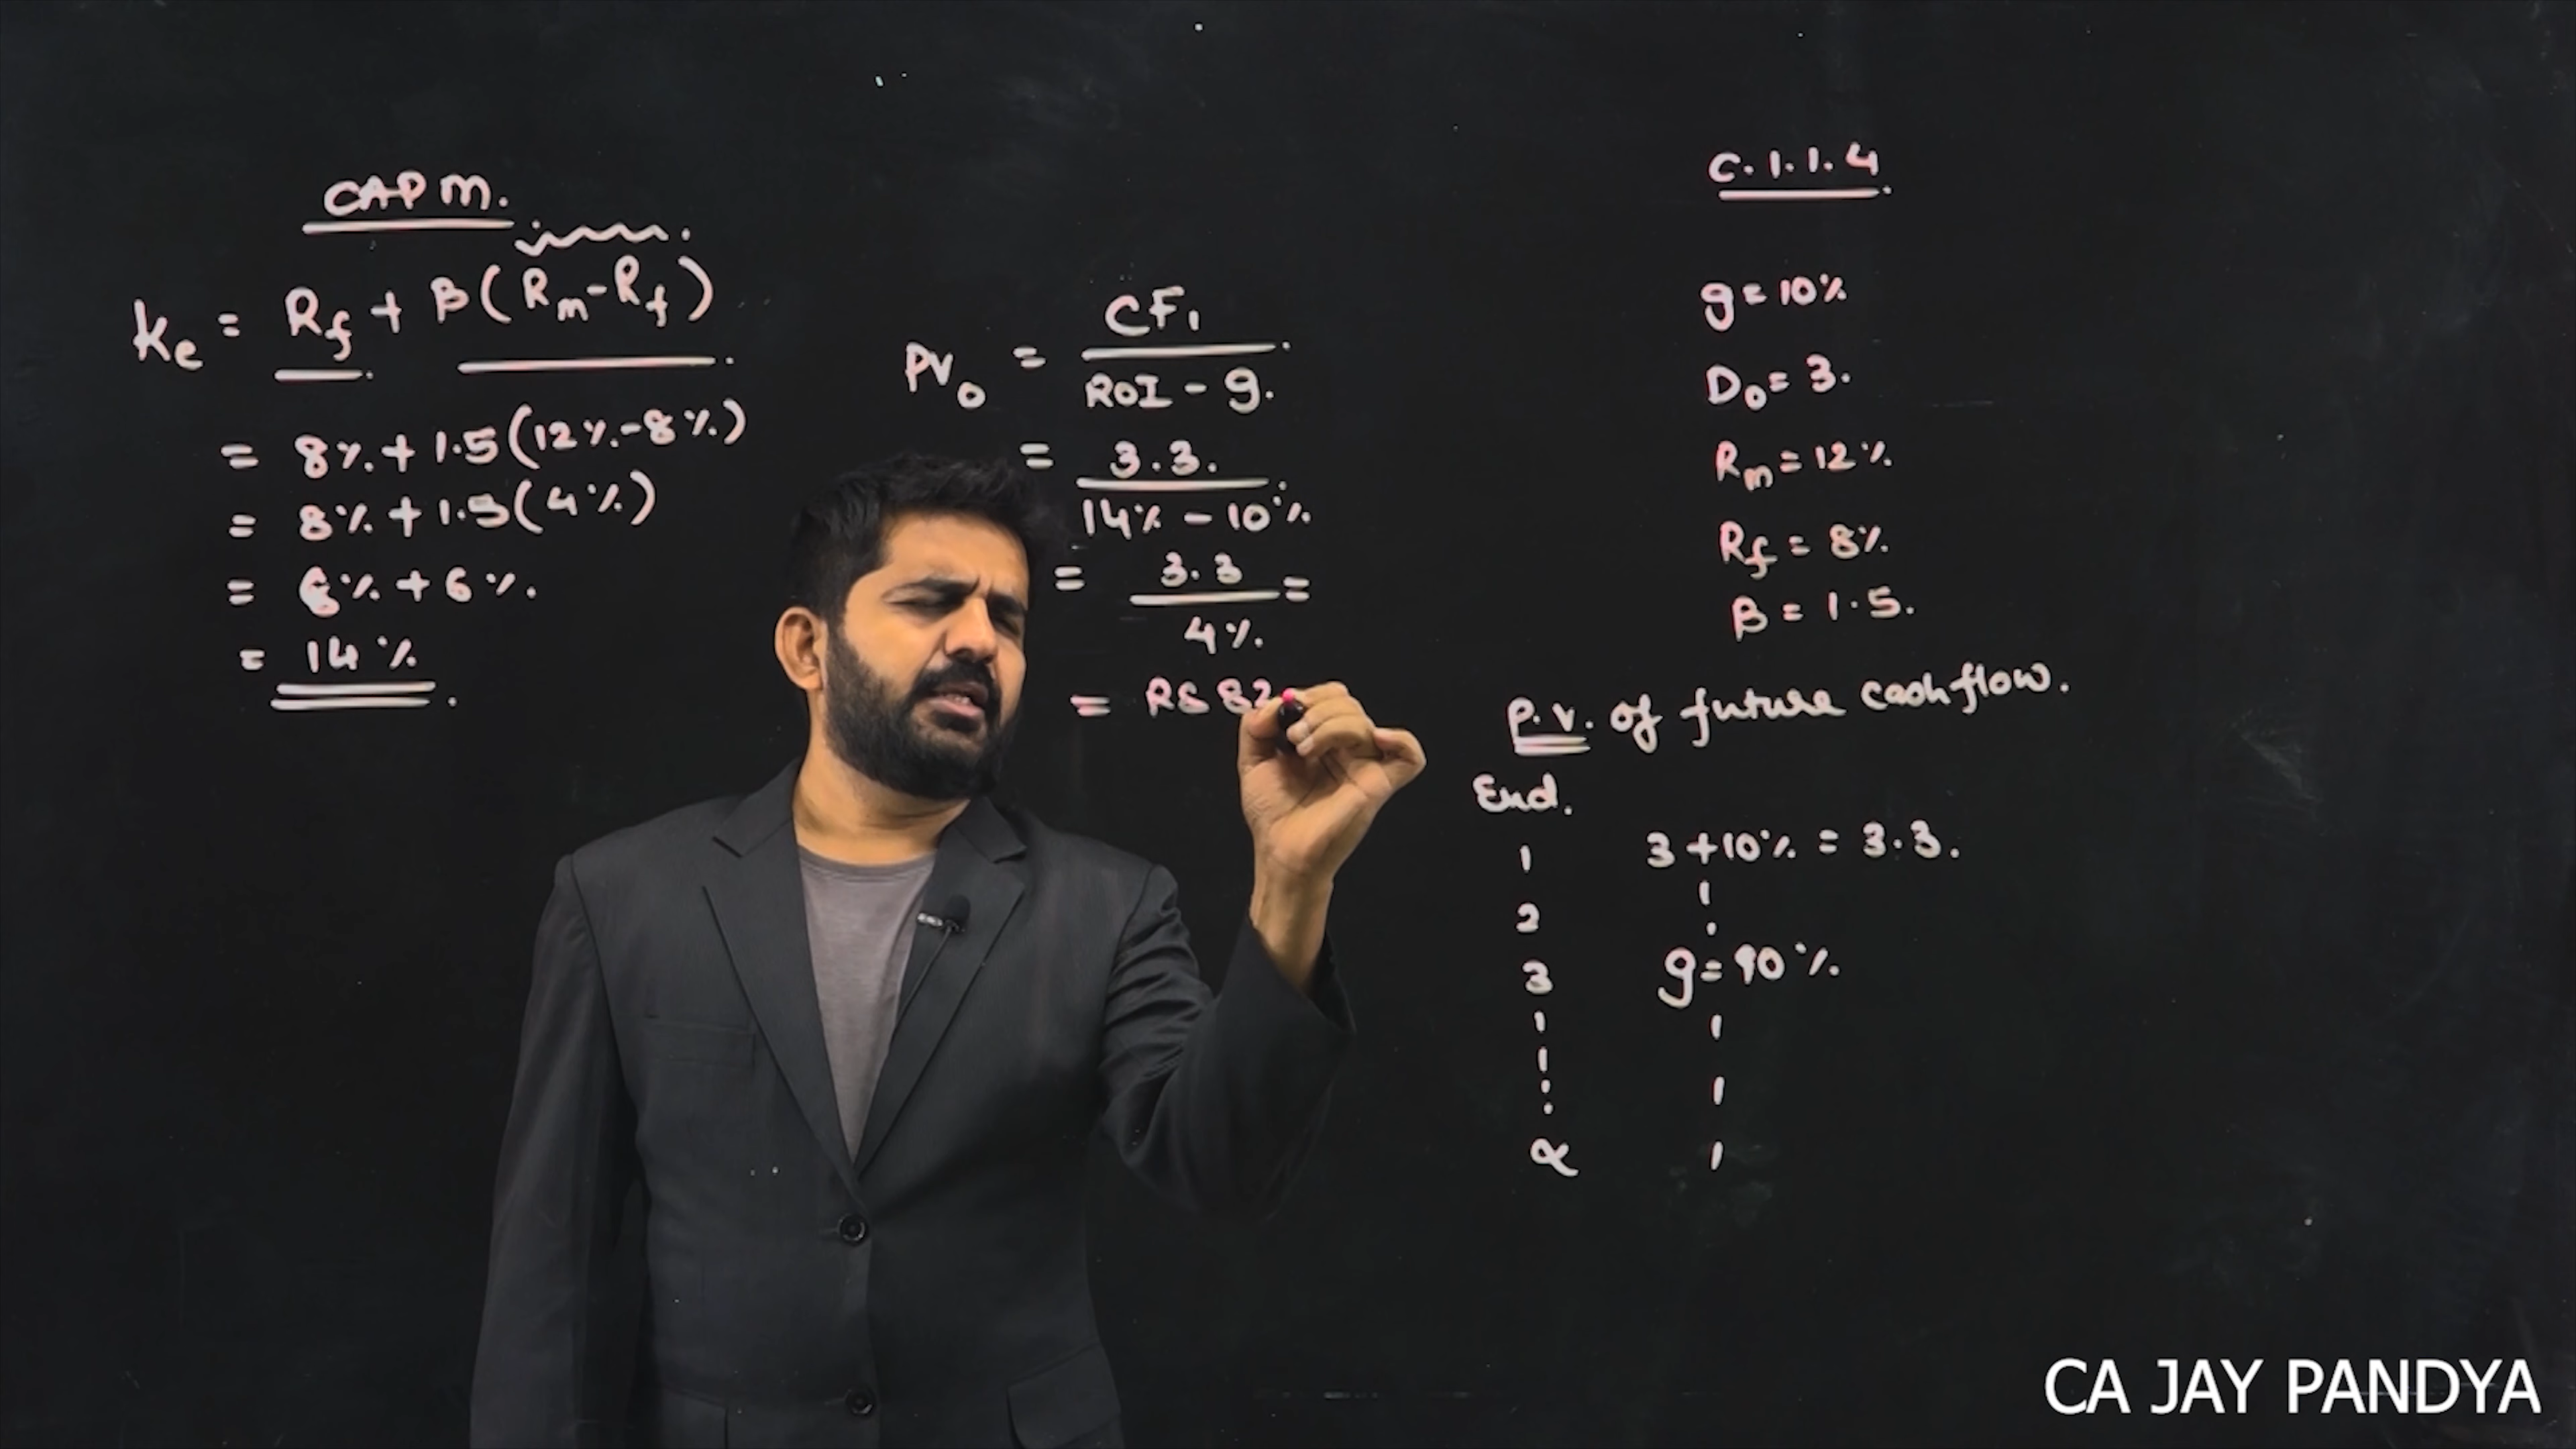 CAPM.
Ke = Rf + β(Rm-Rf)
= 8% + 1.5(12%-8%)
= 8% + 1.5(4%)
= 8% + 6%.
= 14%
PV0 = CF1
ROI - g.
= 3.3.
14% - 10%
= 3.3 =
4%.
= RS 82
C.1.1.4
g = 10%
D0 = 3.
Rm = 12%
Rf = 8%
β = 1.5.
P.V. of future cashflow.
End.
1 3+10% = 3.3.
2
3 g = 10%.
α
CA JAY PANDYA